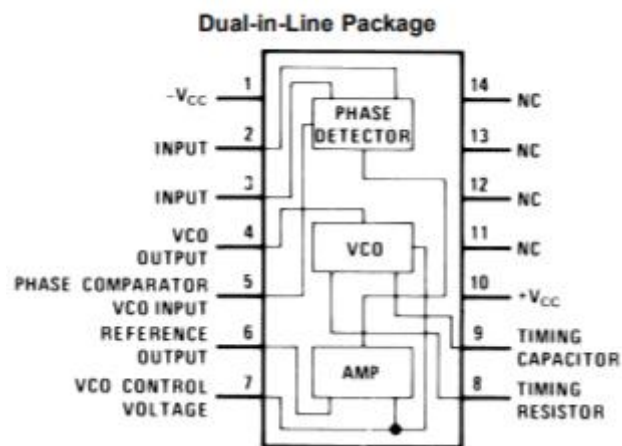 Dual-in-Line Package
-VCC 1
INPUT 2
INPUT 3
VCO 4
OUTPUT
PHASE COMPARATOR 5
VCO INPUT
REFERENCE 6
OUTPUT
VCO CONTROL 7
VOLTAGE
PHASE
DETECTOR
VCO
AMP
14 NC
13 NC
12 NC
11 NC
10 +VCC
9 TIMING
CAPACITOR
8 TIMING
RESISTOR